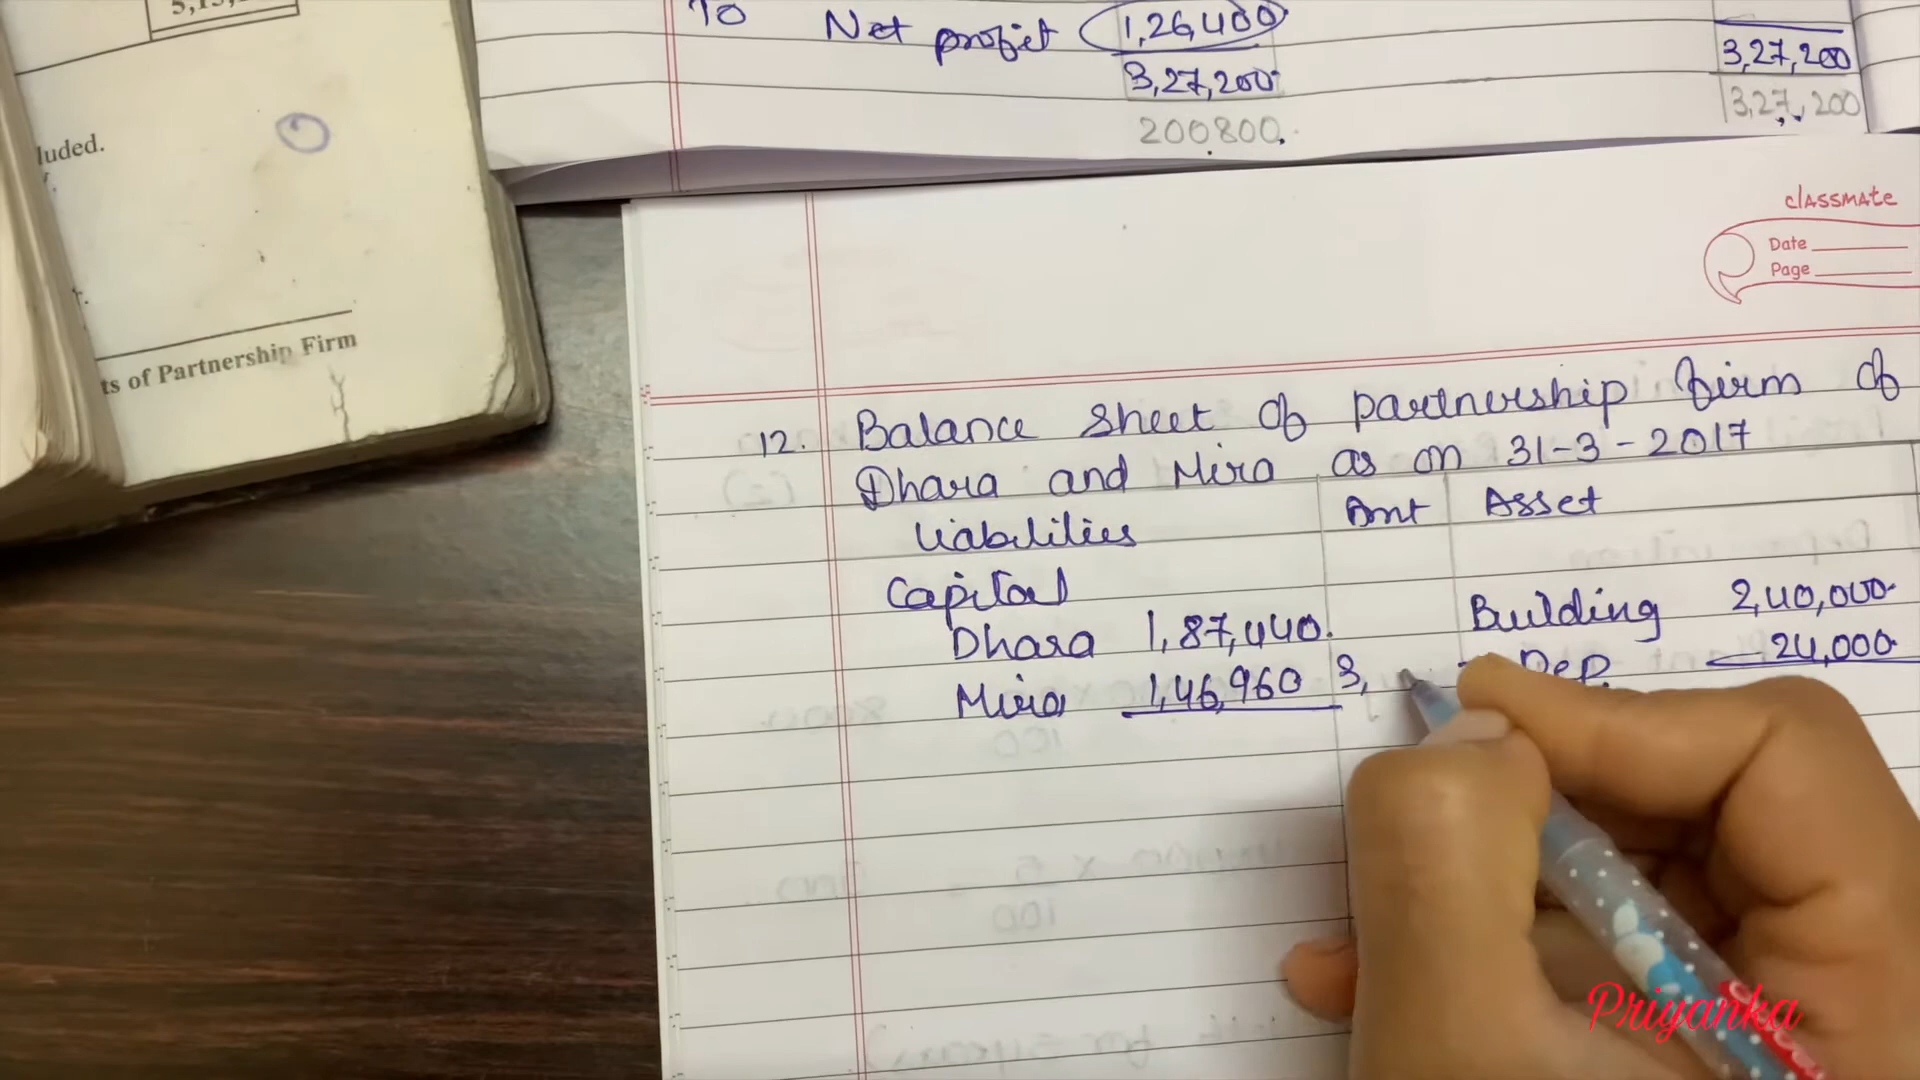 5,15,
luded.
ts of Partnership Firm
To Net profit 1,26,400
3,27,200
200800
3,27,200
3,27,200
classmate
Date
Page
12. Balance sheet of partnership firm of
Dhara and Mira as on 31-3-2017
Liabilities Amt Asset
Capital
Dhara 1,87,440 Building 2,40,000
Mira 1,46,960 3, - Dep. 24,000
Priyanka